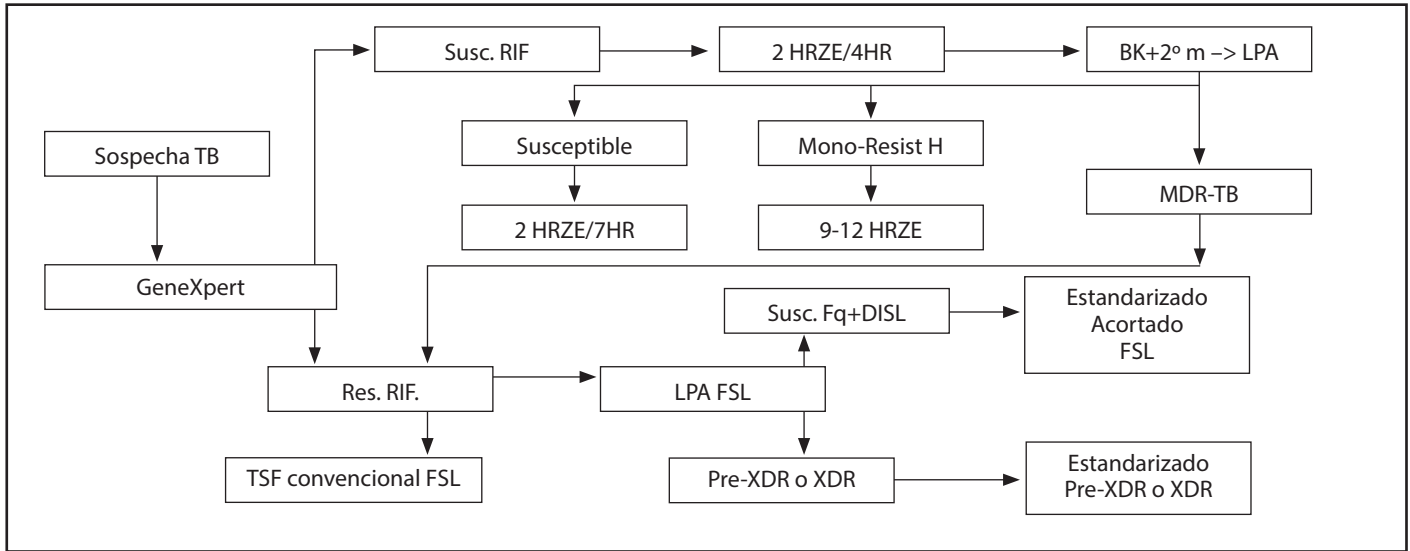 Susc. RIF
2 HRZE/4HR
BK+2º m –> LPA
Sospecha TB
Susceptible
Mono-Resist H
MDR-TB
2 HRZE/7HR
9-12 HRZE
GeneXpert
Susc. Fq+DISL
Estandarizado
Acortado
FSL
Res. RIF.
LPA FSL
TSF convencional FSL
Pre-XDR o XDR
Estandarizado
Pre-XDR o XDR